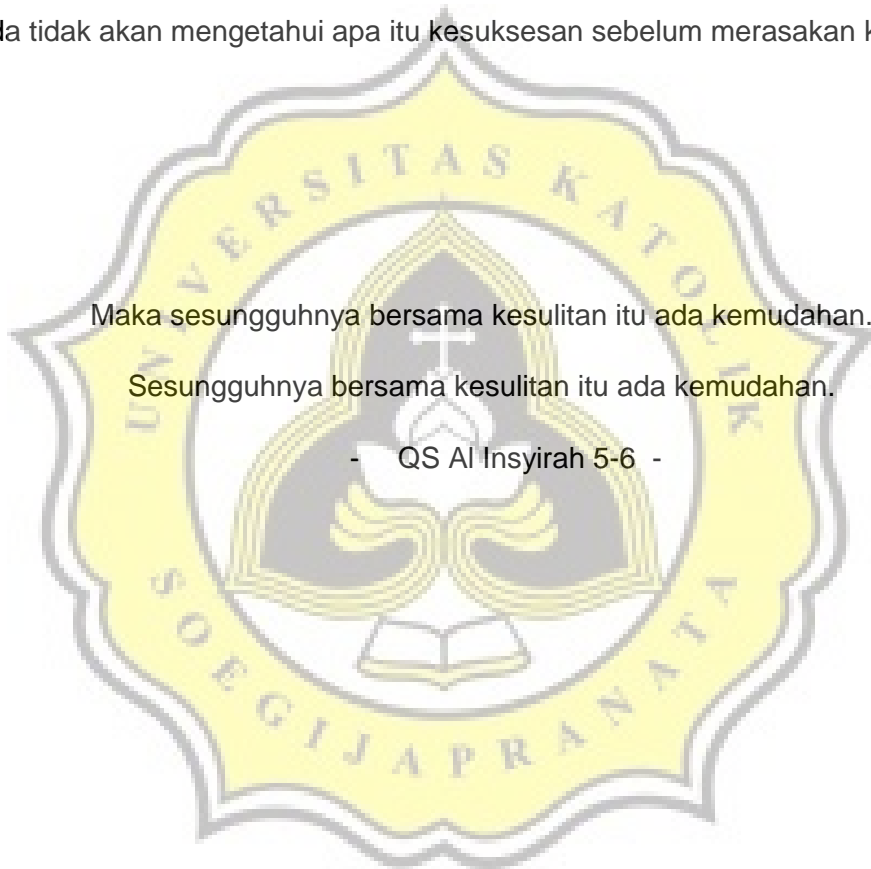 tidak akan mengetahui apa itu kesuksesan sebelum merasakan
UNIVERSITAS KATOLIK
Maka sesungguhnya bersama kesulitan itu ada kemudahan.
Sesungguhnya bersama kesulitan itu ada kemudahan.
- QS Al Insyirah 5-6 -
SOEGIJAPRANATA